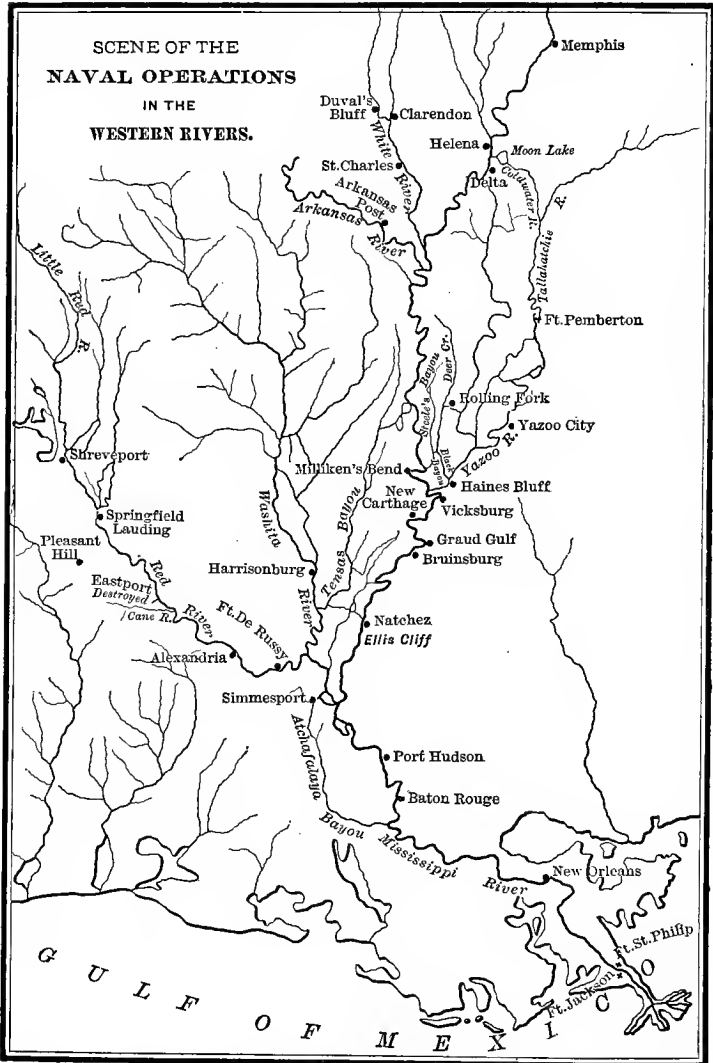 SCENE OF THE
NAVAL OPERATIONS
IN THE
WESTERN RIVERS.
Memphis
Duval's
Bluff
Clarendon
White River
Helena
Moon Lake
St. Charles
Delta
Coldwater R.
Arkansas
Post
Arkansas River
Tallahatchie R.
Little Red R.
Ft. Pemberton
Steele's Bayou
Deer Cr.
Rolling Fork
Yazoo City
Black Bayou
Yazoo R.
Shreveport
Milliken's Bend
Haines Bluff
New
Carthage
Vicksburg
Springfield
Lauding
Washita River
Tensas Bayou
Graud Gulf
Bruinsburg
Pleasant
Hill
Harrisonburg
Eastport
Destroyed
Red River
Cane R.
Ft. De Russy
Natchez
Ellis Cliff
Alexandria
Simmesport
Atchafalaya Bayou
Port Hudson
Baton Rouge
Mississippi River
New Orleans
Ft. St. Philip
Ft. Jackson
GULF OF MEXICO